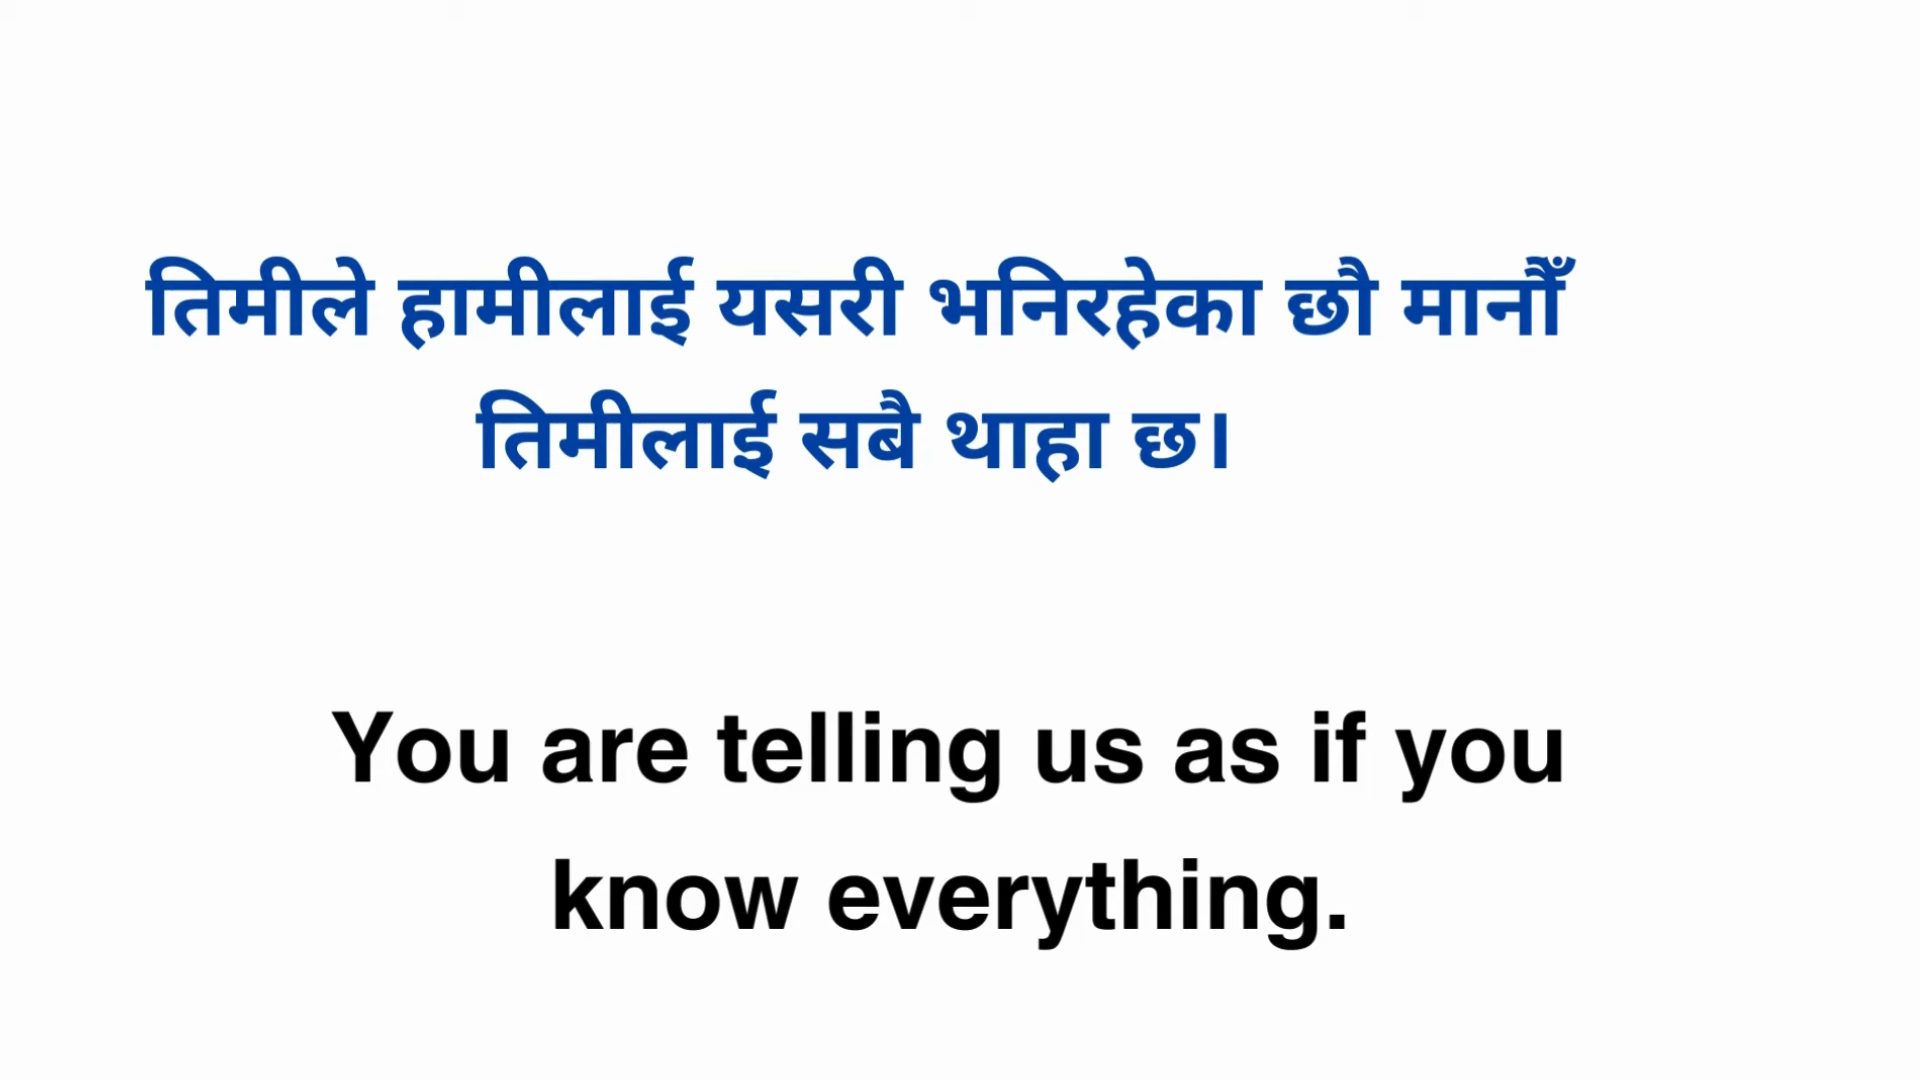 तिमीले हामीलाई यसरी भनिरहेका छौ मानौँ
तिमीलाई सबै थाहा छ।
You are telling us as if you
know everything.